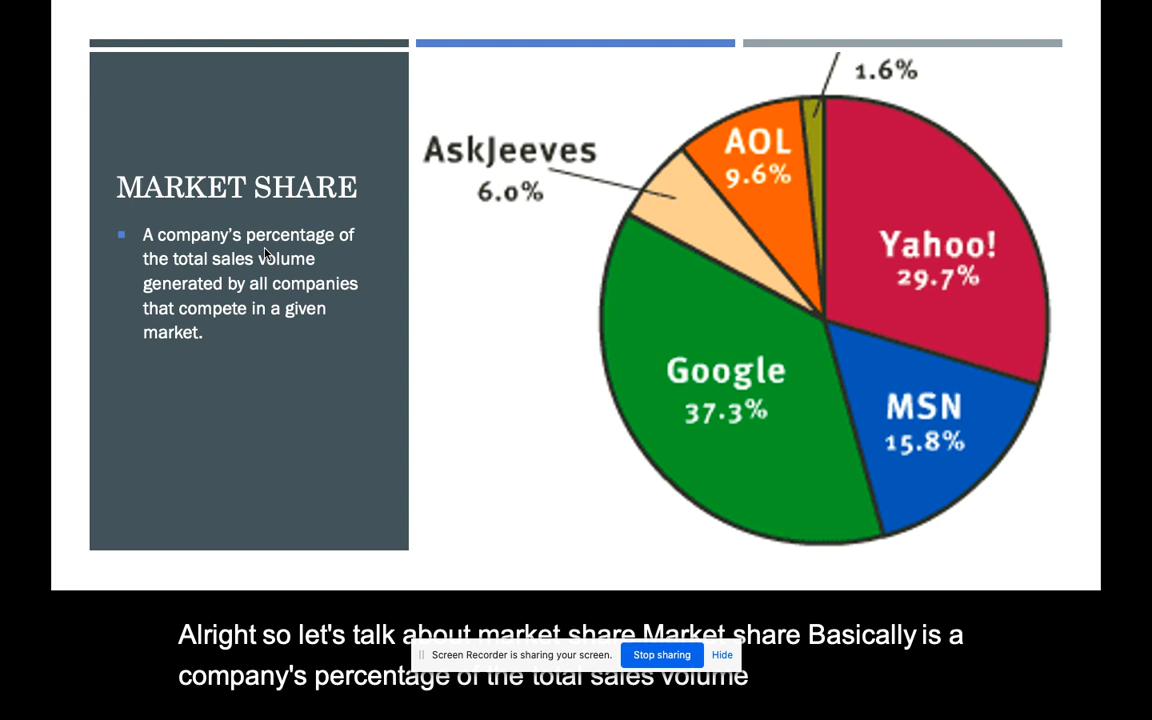 MARKET SHARE
A company's percentage of
the total sales volume
generated by all companies
that compete in a given
market.
1.6%
AskJeeves
6.0%
AOL
9.6%
Yahoo!
29.7%
Google
37.3%
MSN
15.8%
Alright so let's talk about market share Market share Basically is a
company's percentage of the total sales volume
Screen Recorder is sharing your screen.
Stop sharing
Hide